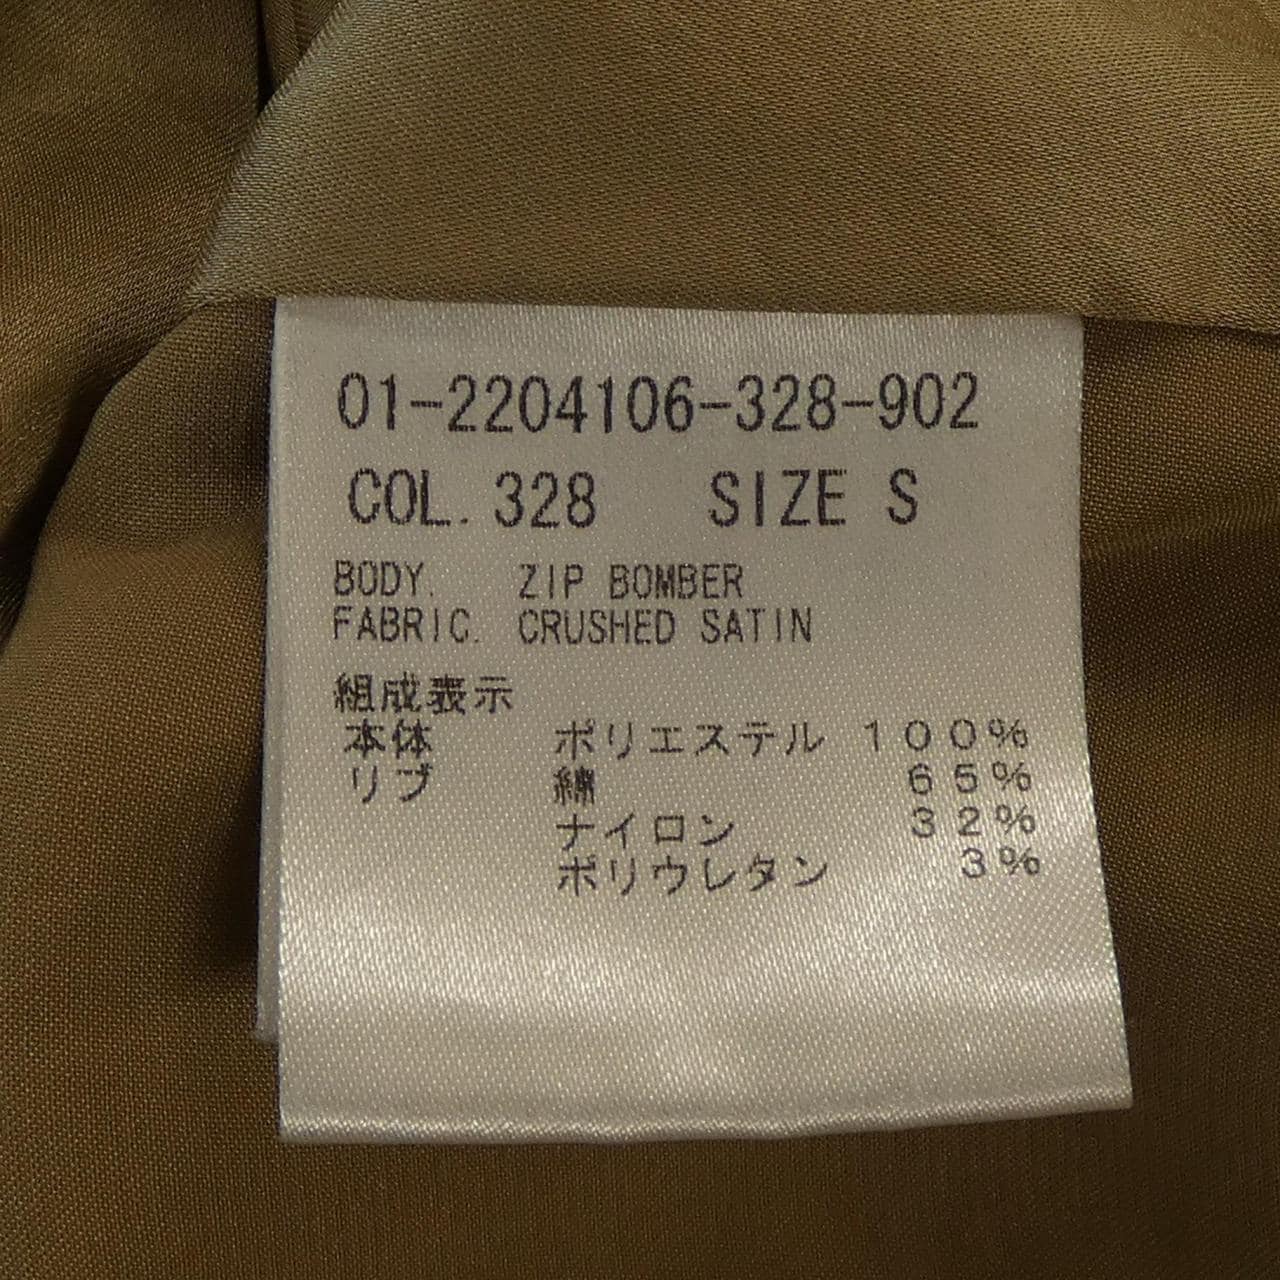 01-2204106-328-902
COL. 328 SIZE S
BODY. ZIP BOMBER
FABRIC. CRUSHED SATIN
組成表示
本体 ポリエステル 100%
リブ 綿 65%
ナイロン 32%
ポリウレタン 3%